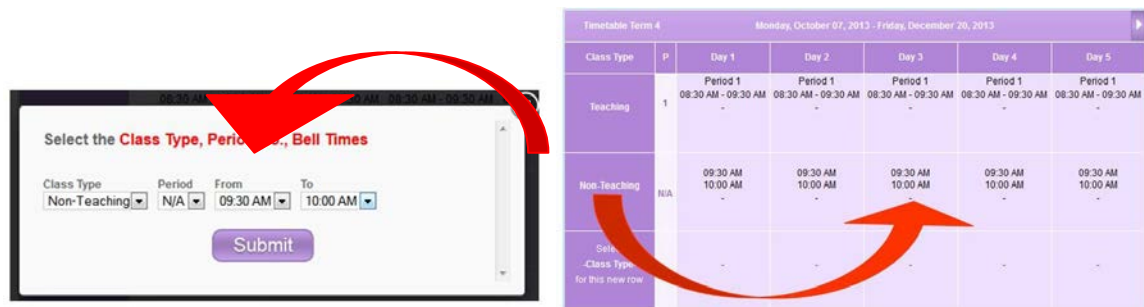 Select the Class Type, Perio , Bell Times
Class Type Period From To
Non-Teaching N/A 09:30 AM 10:00 AM
Submit
Timetable Term 4 Monday, October 07, 2013 - Friday, December 20, 2013
Class Type P Day 1 Day 2 Day 3 Day 4 Day 5
Period 1 Period 1 Period 1 Period 1 Period 1
Teaching 1 08:30 AM - 09:30 AM 08:30 AM - 09:30 AM 08:30 AM - 09:30 AM 08:30 AM - 09:30 AM 08:30 AM - 09:30 AM
- - - - -
09:30 AM 09:30 AM 09:30 AM 09:30 AM 09:30 AM
Non-Teaching N/A 10:00 AM 10:00 AM 10:00 AM 10:00 AM 10:00 AM
- - - - -
-Class Type- - - - - -
for this new row